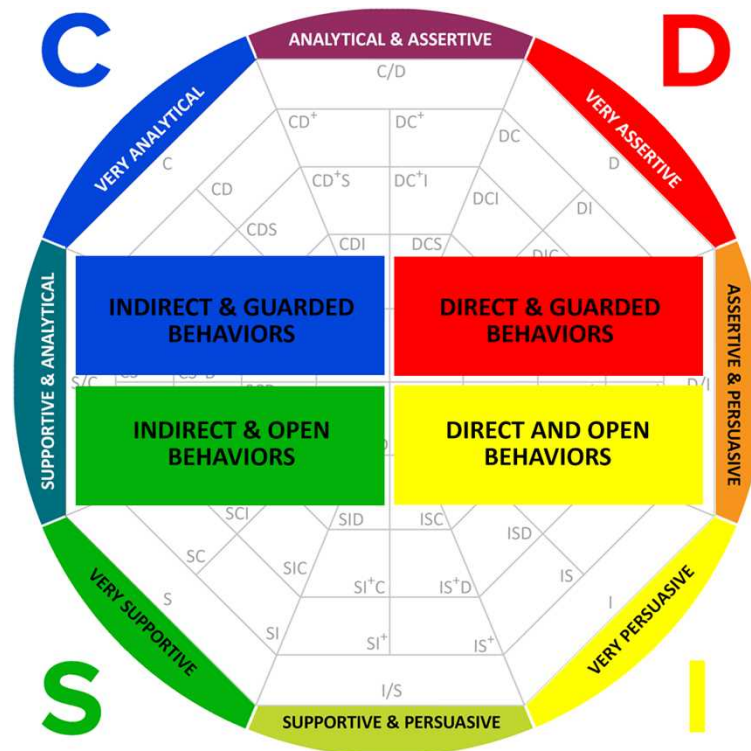 C
D
ANALYTICAL & ASSERTIVE
VERY ANALYTICAL
VERY ASSERTIVE
C/D
CD⁺
DC⁺
DC
C
D
CD
CD⁺S
DC⁺I
DCI
DI
CDS
CDI
DCS
DIC
SUPPORTIVE & ANALYTICAL
INDIRECT & GUARDED
BEHAVIORS
DIRECT & GUARDED
BEHAVIORS
ASSERTIVE & PERSUASIVE
S/C
D/I
INDIRECT & OPEN
BEHAVIORS
DIRECT AND OPEN
BEHAVIORS
SCI
SID
ISC
ISD
SC
SIC
SI⁺C
IS⁺D
IS
S
I
SI
SI⁺
IS⁺
VERY SUPPORTIVE
VERY PERSUASIVE
I/S
S
I
SUPPORTIVE & PERSUASIVE